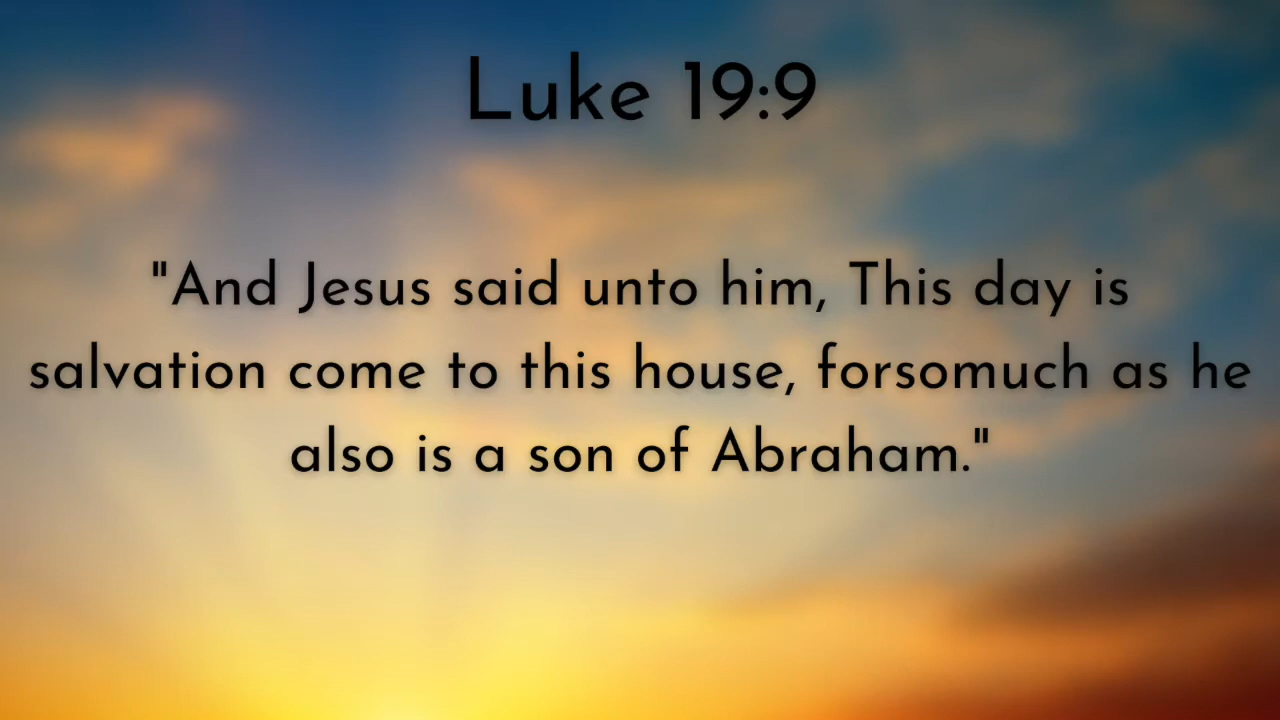 Luke 19:9
"And Jesus said unto him, This day is
salvation come to this house, forsomuch as he
also is a son of Abraham."